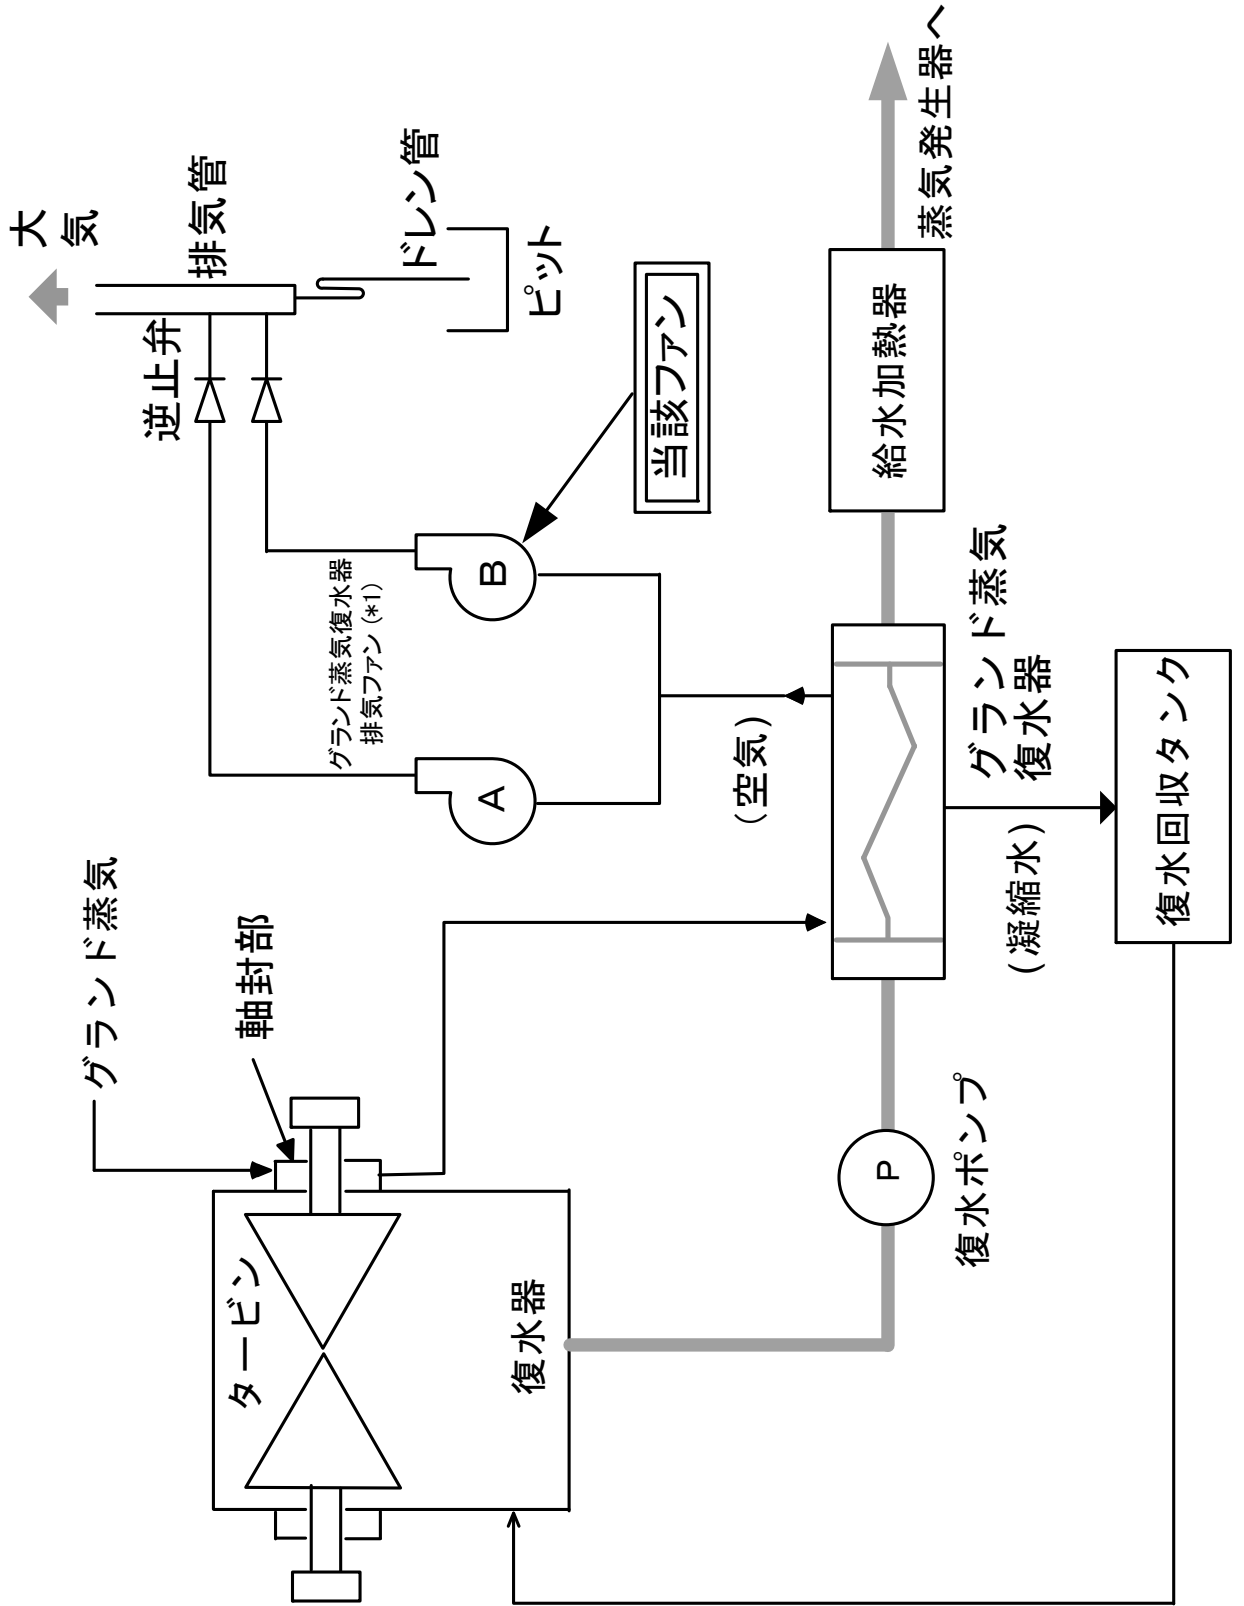 グランド蒸気
軸封部
タービン
復水器
大
気
排気管
逆止弁
ドレン管
ピット
グランド蒸気復水器
排気ファン(*1)
A
B
当該ファン
(空気)
P
復水ポンプ
グランド蒸気
復水器
(凝縮水)
復水回収タンク
給水加熱器
蒸気発生器へ